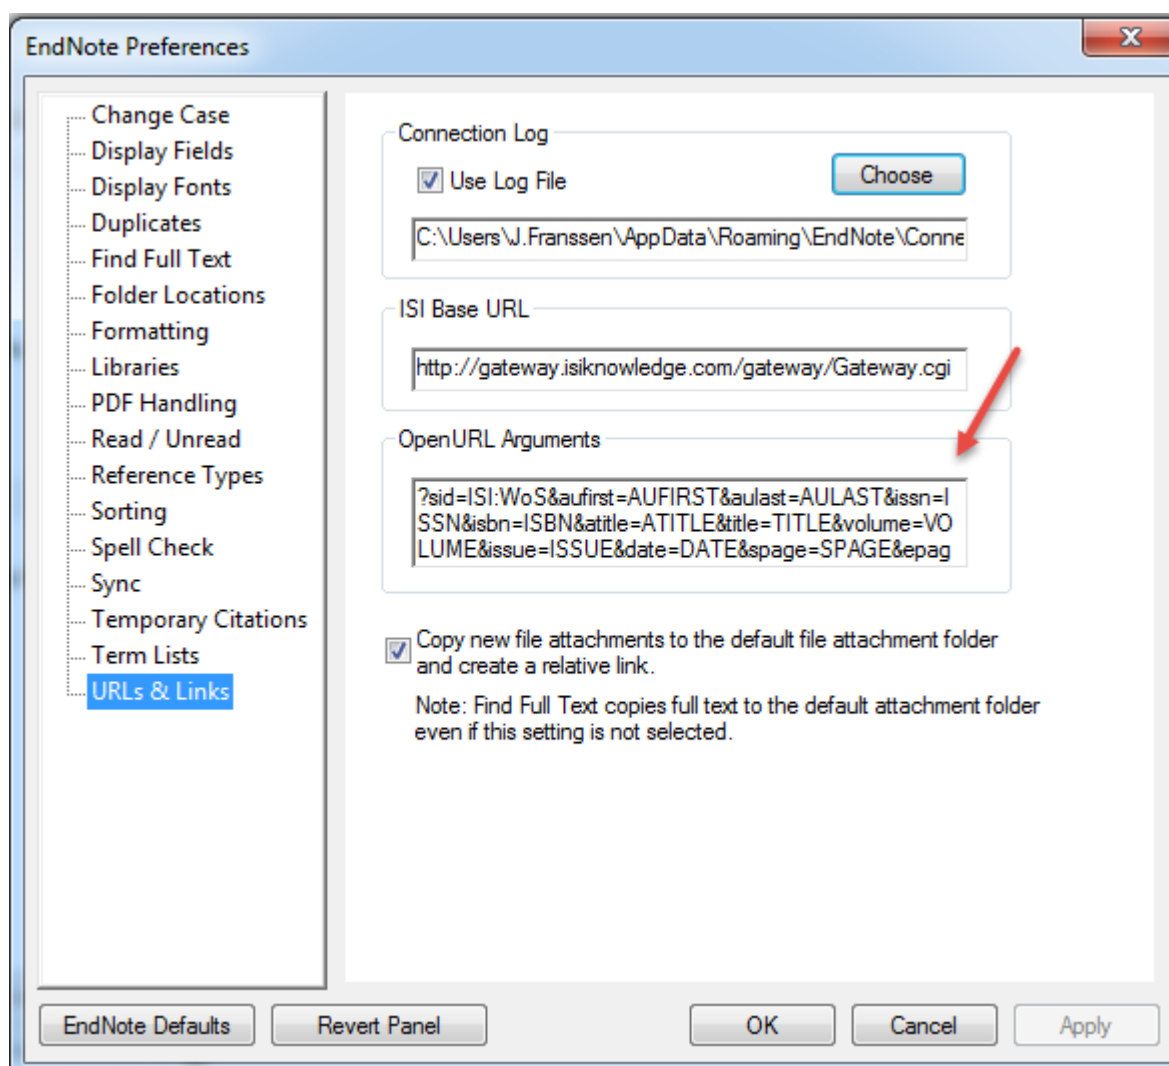 EndNote Preferences
Change Case
Display Fields
Display Fonts
Duplicates
Find Full Text
Folder Locations
Formatting
Libraries
PDF Handling
Read / Unread
Reference Types
Sorting
Spell Check
Sync
Temporary Citations
Term Lists
URLs & Links
Connection Log
Use Log File
Choose
C:\Users\J.Franssen\AppData\Roaming\EndNote\Conne
ISI Base URL
http://gateway.isiknowledge.com/gateway/Gateway.cgi
OpenURL Arguments
?sid=ISI:WoS&aufirst=AUFIRST&aulast=AULAST&issn=I
SSN&isbn=ISBN&atitle=ATITLE&title=TITLE&volume=VO
LUME&issue=ISSUE&date=DATE&spage=SPAGE&epag
Copy new file attachments to the default file attachment folder
and create a relative link.
Note: Find Full Text copies full text to the default attachment folder
even if this setting is not selected.
EndNote Defaults
Revert Panel
OK
Cancel
Apply